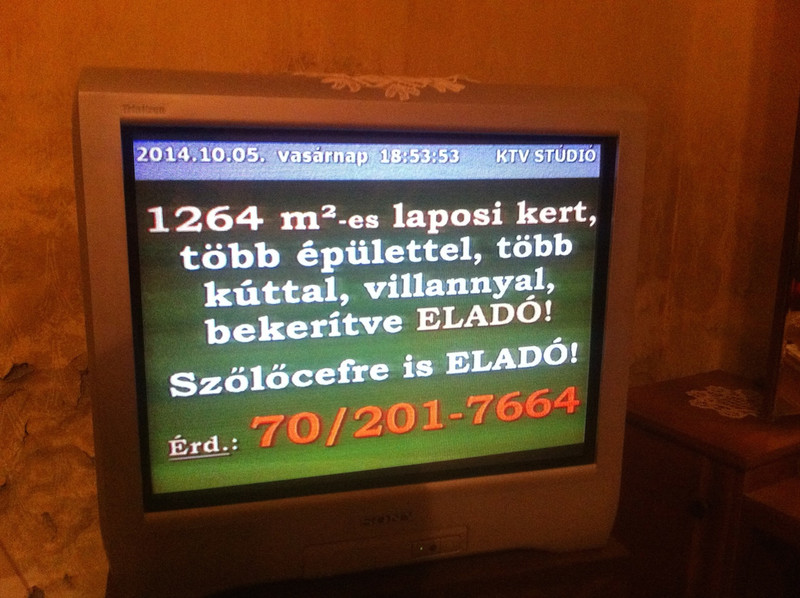 Trinitron
2014.10.05. vasárnap 18:53:53 KTV STÚDIÓ
1264 m²-es laposi kert,
több épülettel, több
kúttal, villannyal,
bekerítve ELADÓ!
Szőlőcefre is ELADÓ!
Érd.: 70/201-7664